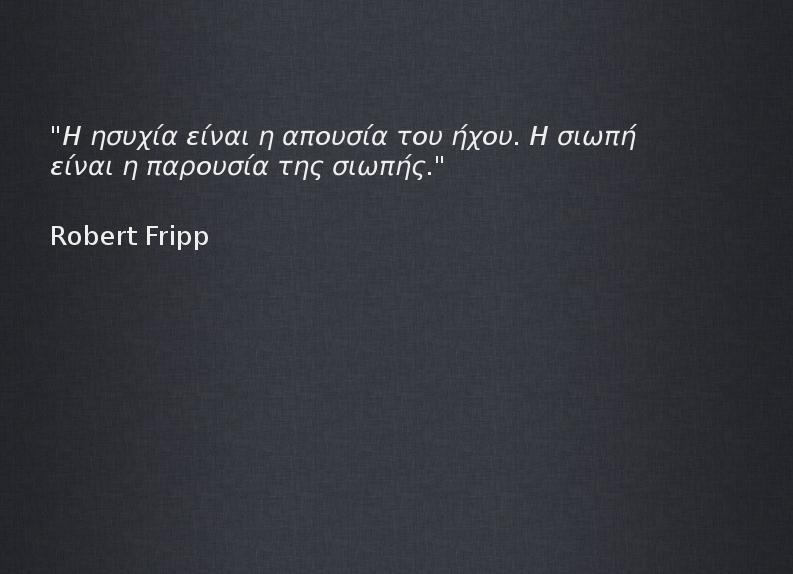 "Η ησυχία είναι η απουσία του ήχου. Η σιωπή
είναι η παρουσία της σιωπής."
Robert Fripp